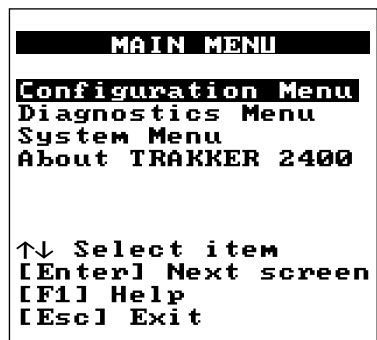 MAIN MENU
Configuration Menu
Diagnostics Menu
System Menu
About TRAKKER 2400
↑↓ Select item
[Enter] Next screen
[F1] Help
[Esc] Exit